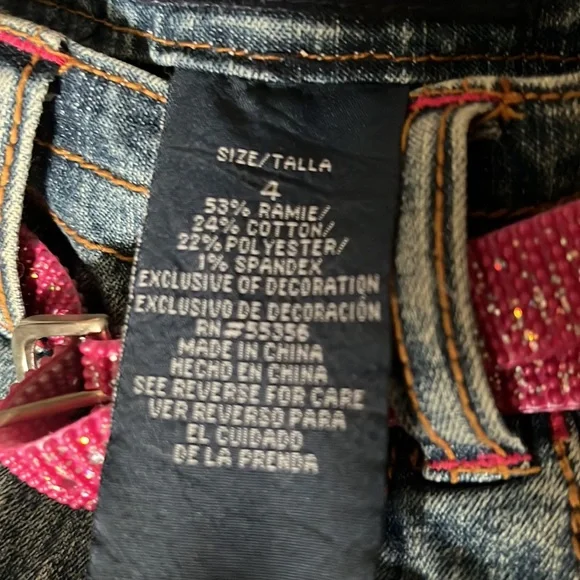 SIZE/TALLA
4
53% RAMIE/
24% COTTON/
22% POLYESTER/
1% SPANDEX
EXCLUSIVE OF DECORATION
EXCLUSIVO DE DECORACIÓN
RN#55356
MADE IN CHINA
HECHO EN CHINA
SEE REVERSE FOR CARE
VER REVERSO PARA
EL CUIDADO
DE LA PRENDA